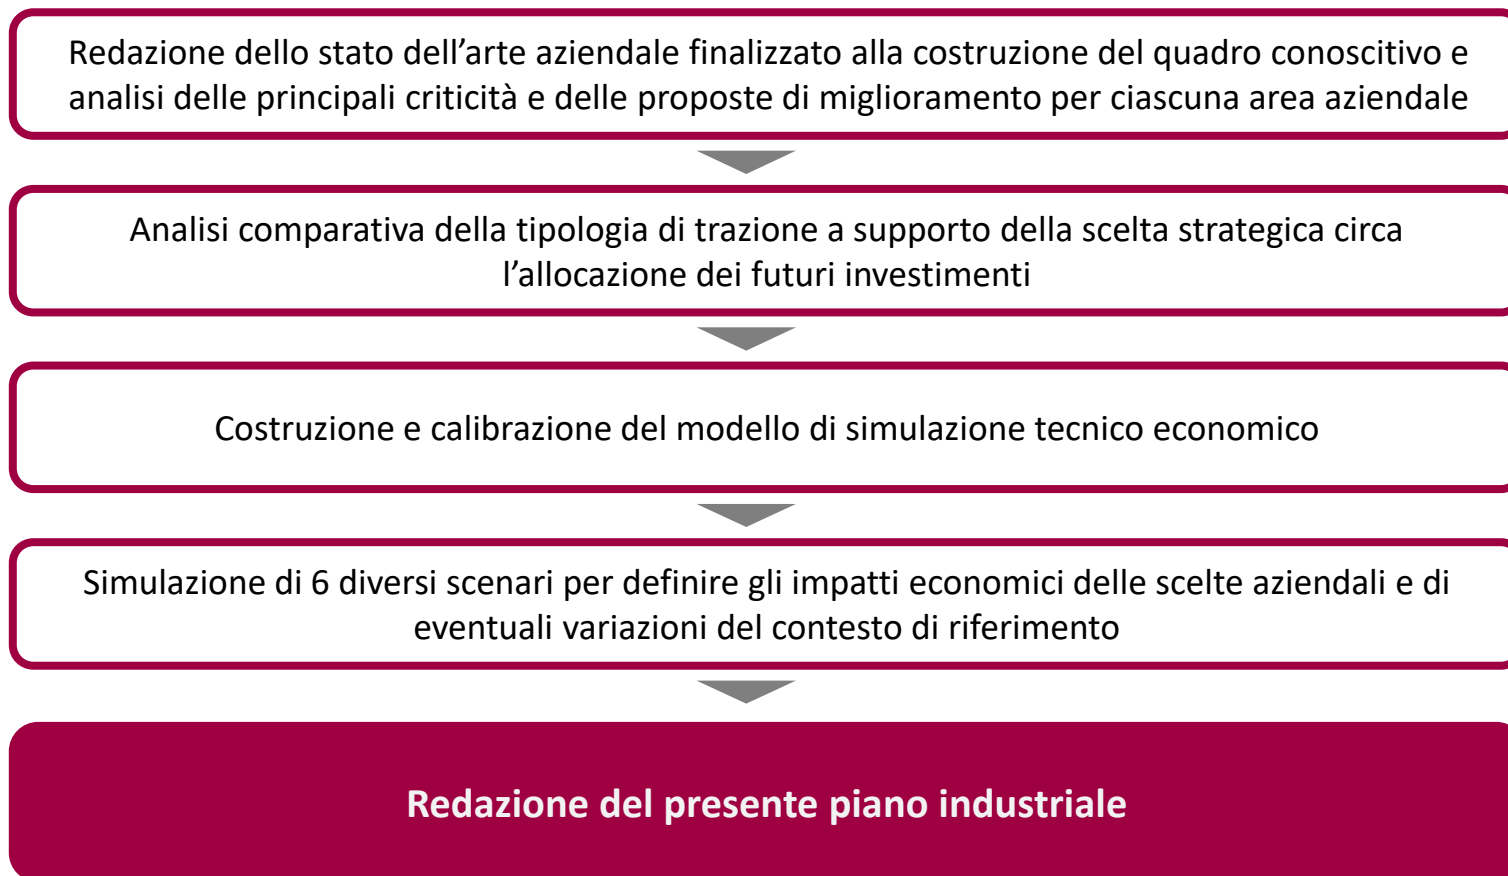 Redazione dello stato dell’arte aziendale finalizzato alla costruzione del quadro conoscitivo e
analisi delle principali criticità e delle proposte di miglioramento per ciascuna area aziendale
Analisi comparativa della tipologia di trazione a supporto della scelta strategica circa
l’allocazione dei futuri investimenti
Costruzione e calibrazione del modello di simulazione tecnico economico
Simulazione di 6 diversi scenari per definire gli impatti economici delle scelte aziendali e di
eventuali variazioni del contesto di riferimento
Redazione del presente piano industriale